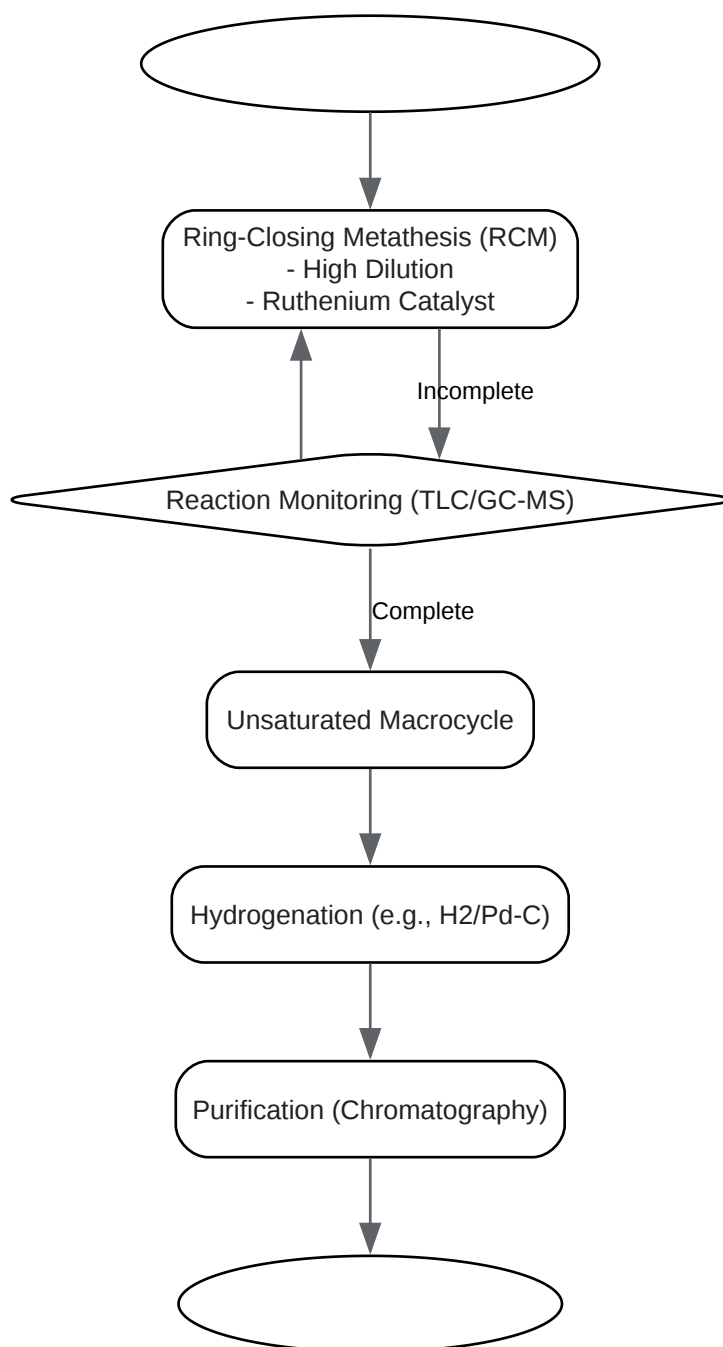 Ring-Closing Metathesis (RCM)
- High Dilution
- Ruthenium Catalyst
Incomplete
Reaction Monitoring (TLC/GC-MS)
Complete
Unsaturated Macrocycle
Hydrogenation (e.g., H2/Pd-C)
Purification (Chromatography)